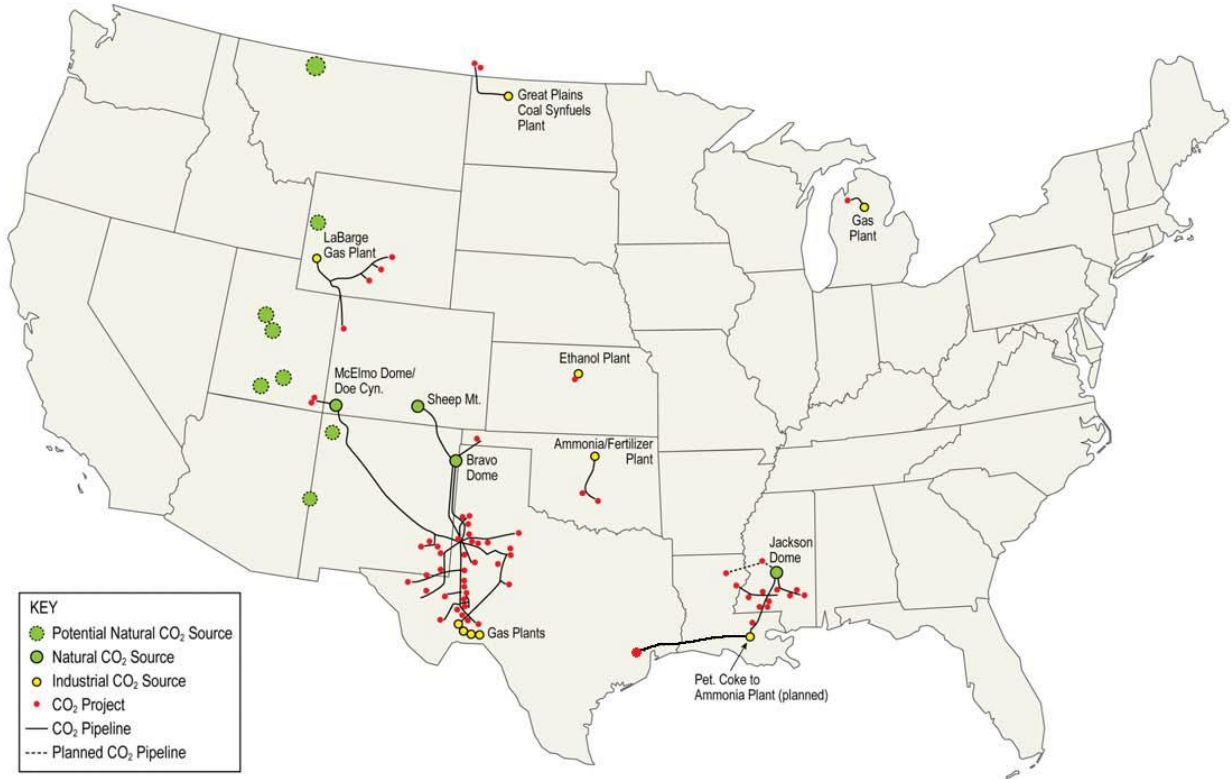 Great Plains
Coal Synfuels
Plant
Gas
Plant
LaBarge
Gas Plant
Ethanol Plant
McElmo Dome/
Doe Cyn.
Sheep Mt.
Ammonia/Fertilizer
Plant
Bravo
Dome
Jackson
Dome
Gas Plants
Pet. Coke to
Ammonia Plant (planned)
KEY
Potential Natural CO₂ Source
Natural CO₂ Source
Industrial CO₂ Source
CO₂ Project
CO₂ Pipeline
Planned CO₂ Pipeline